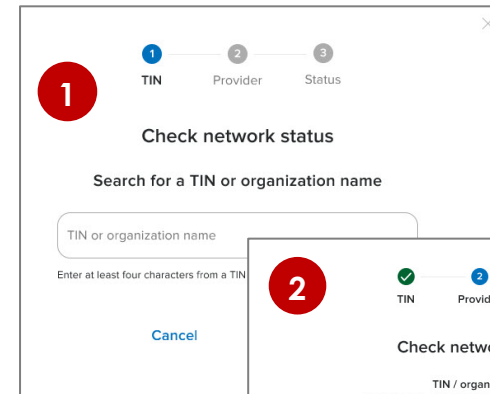 1 2 3
TIN Provider Status
1
Check network status
Search for a TIN or organization name
TIN or organization name
Enter at least four characters from a TIN
Cancel
2
2
TIN Provid
Check netwo
TIN / organ